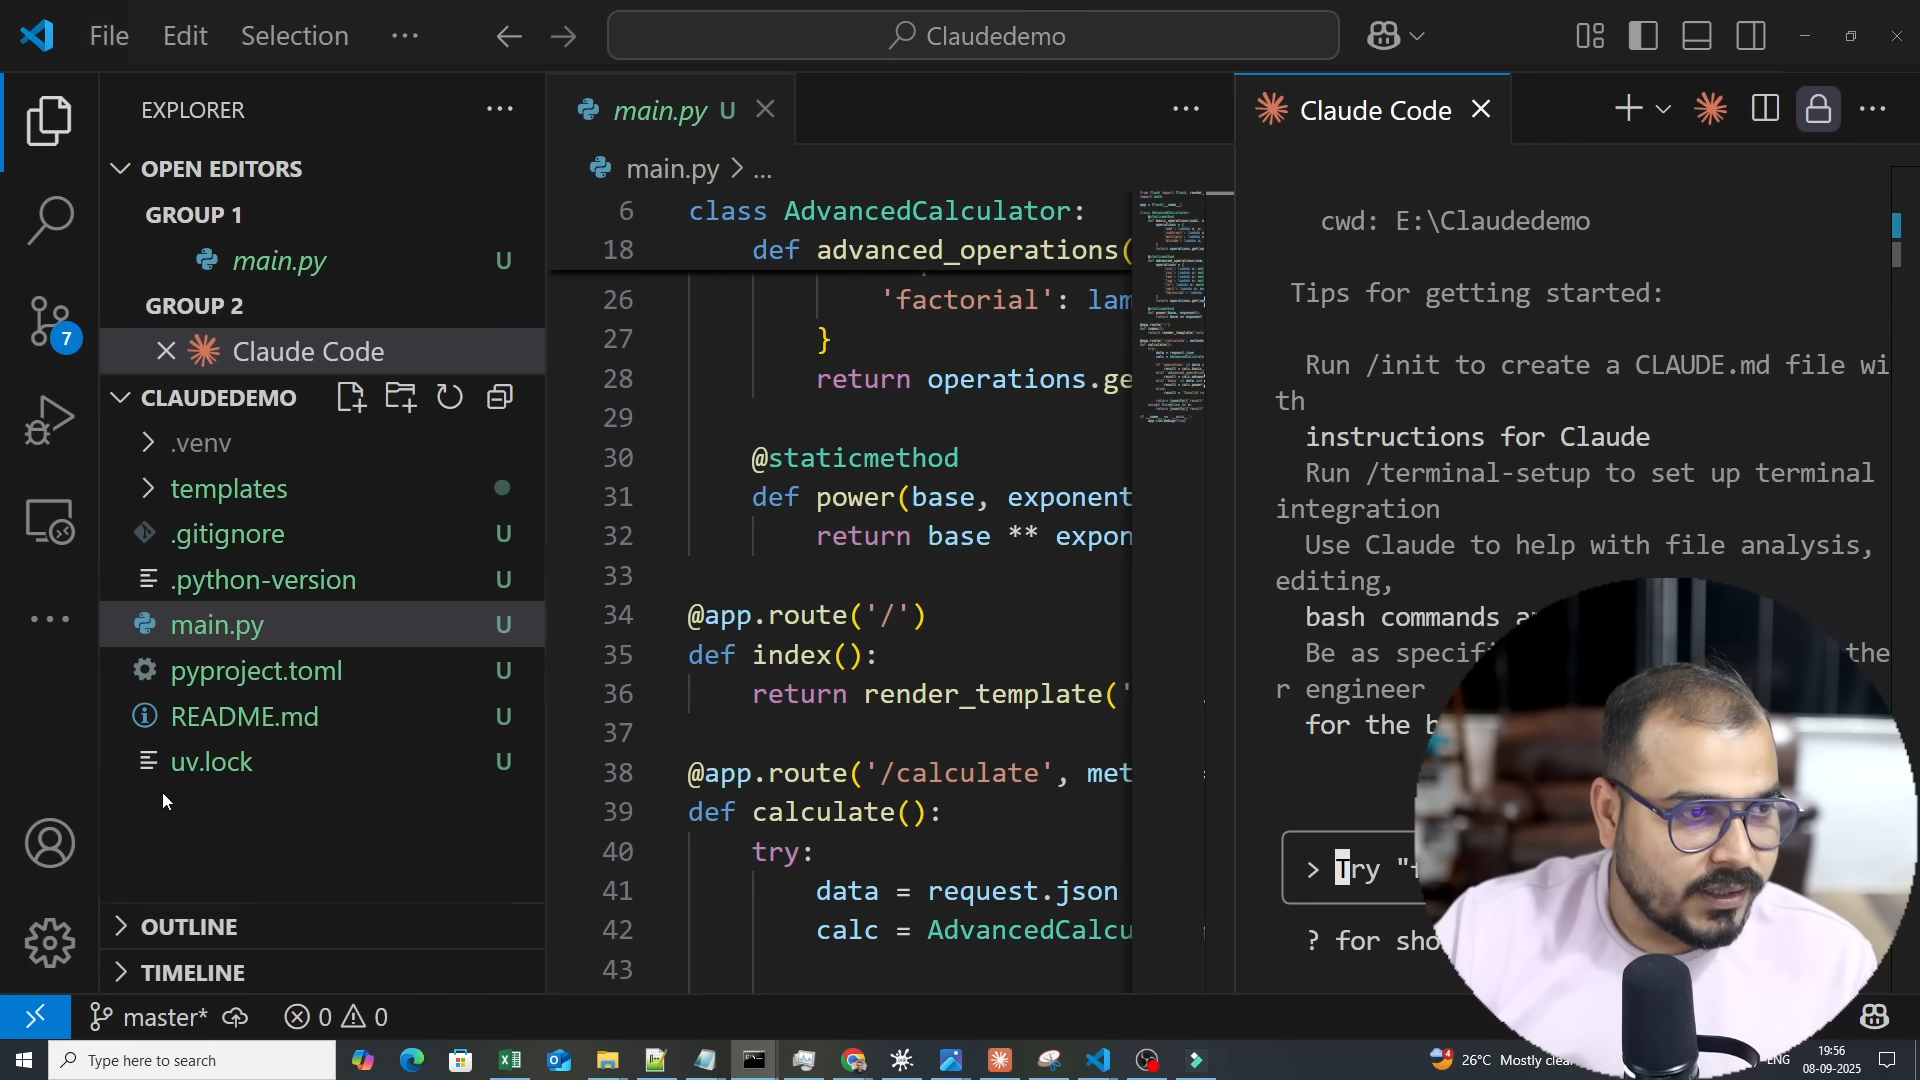 File Edit Selection ···
Claudedemo
EXPLORER
OPEN EDITORS
GROUP 1
main.py U
GROUP 2
Claude Code
CLAUDEDEMO
.venv
templates
.gitignore U
.python-version U
main.py U
pyproject.toml U
README.md U
uv.lock U
OUTLINE
TIMELINE
7
main.py U
main.py > ...
6 class AdvancedCalculator:
18 def advanced_operations(
26 'factorial': lam
27 }
28 return operations.ge
29
30 @staticmethod
31 def power(base, exponent
32 return base ** expon
33
34 @app.route('/')
35 def index():
36 return render_template('
37
38 @app.route('/calculate', met
39 def calculate():
40 try:
41 data = request.json
42 calc = AdvancedCalcu
43
Claude Code
cwd: E:\Claudedemo
Tips for getting started:
Run /init to create a CLAUDE.md file wi
th
instructions for Claude
Run /terminal-setup to set up terminal
integration
Use Claude to help with file analysis,
editing,
bash commands
Be as the
r engineer
for the
> Try "
? for
master* 0 0
Type here to search
4
26°C Mostly
ENG
19:56
08-09-2025